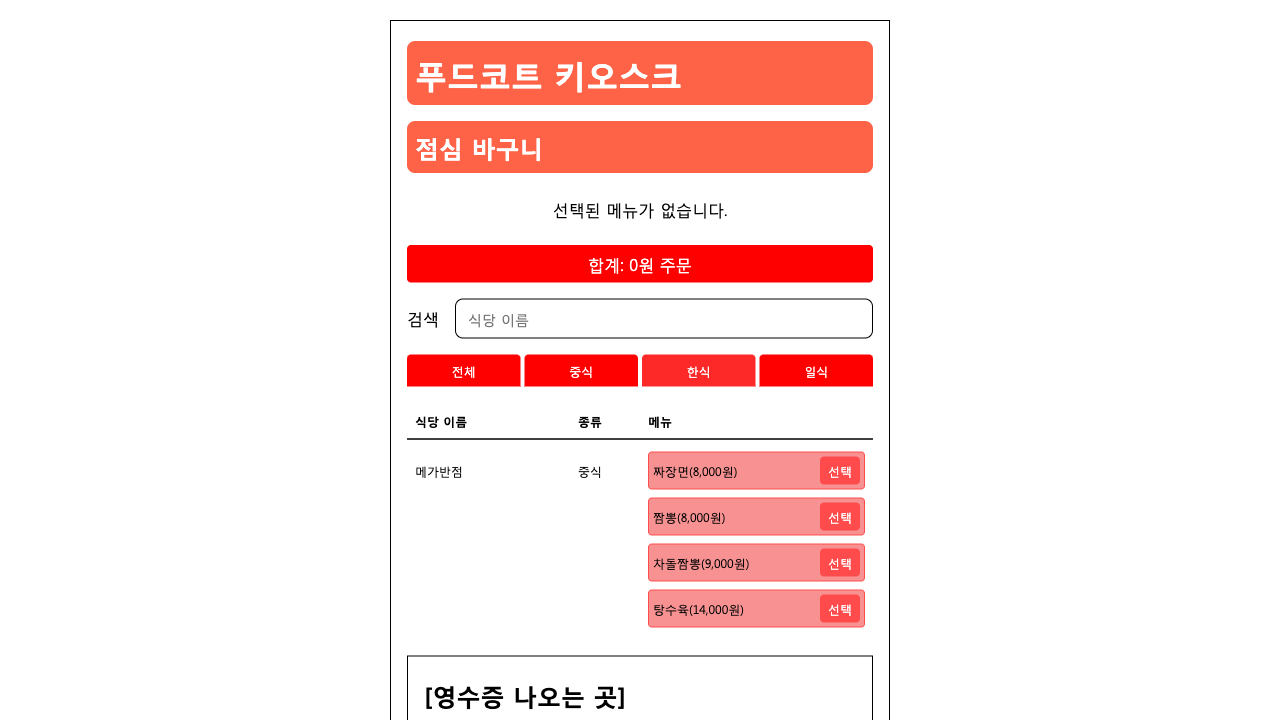 푸드코트 키오스크
점심 바구니
선택된 메뉴가 없습니다.
합계: 0원 주문
검색 식당 이름
전체 중식 한식 일식
식당 이름 종류 메뉴
메가반점 중식 짜장면(8,000원) 선택
짬뽕(8,000원) 선택
차돌짬뽕(9,000원) 선택
탕수육(14,000원) 선택
[영수증 나오는 곳]